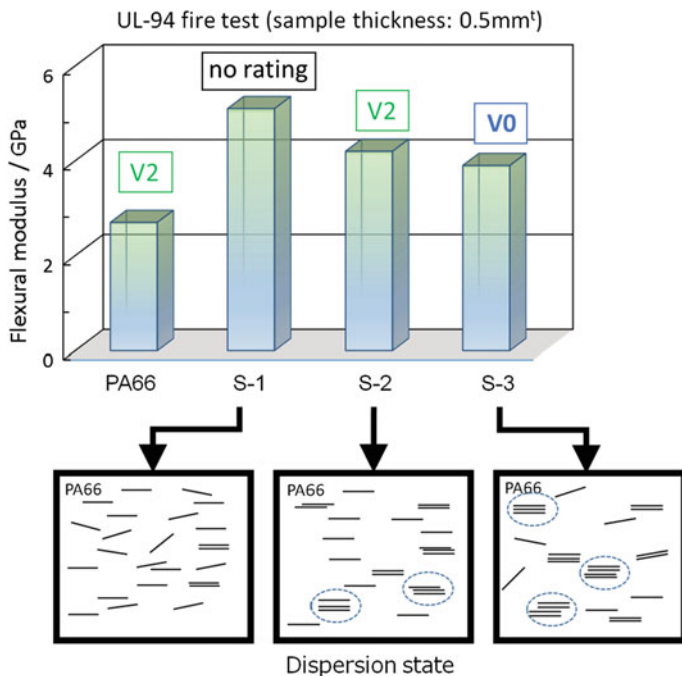 UL-94 fire test (sample thickness: 0.5mmᵗ)
no rating
V2
V0
V2
Flexural modulus / GPa
6
4
2
0
PA66 S-1 S-2 S-3
PA66 PA66 PA66
Dispersion state